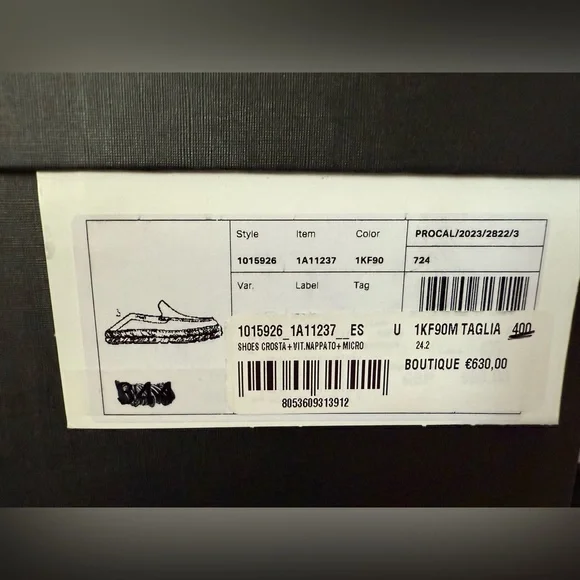 Style Item Color PROCAL/2023/2822/3
1015926 1A11237 1KF90 724
Var. Label Tag
1015926_1A11237__ES U 1KF90M TAGLIA 400
SHOES CROSTA+VIT.NAPPATO+MICRO 24.2
BOUTIQUE €630,00
8053609313912